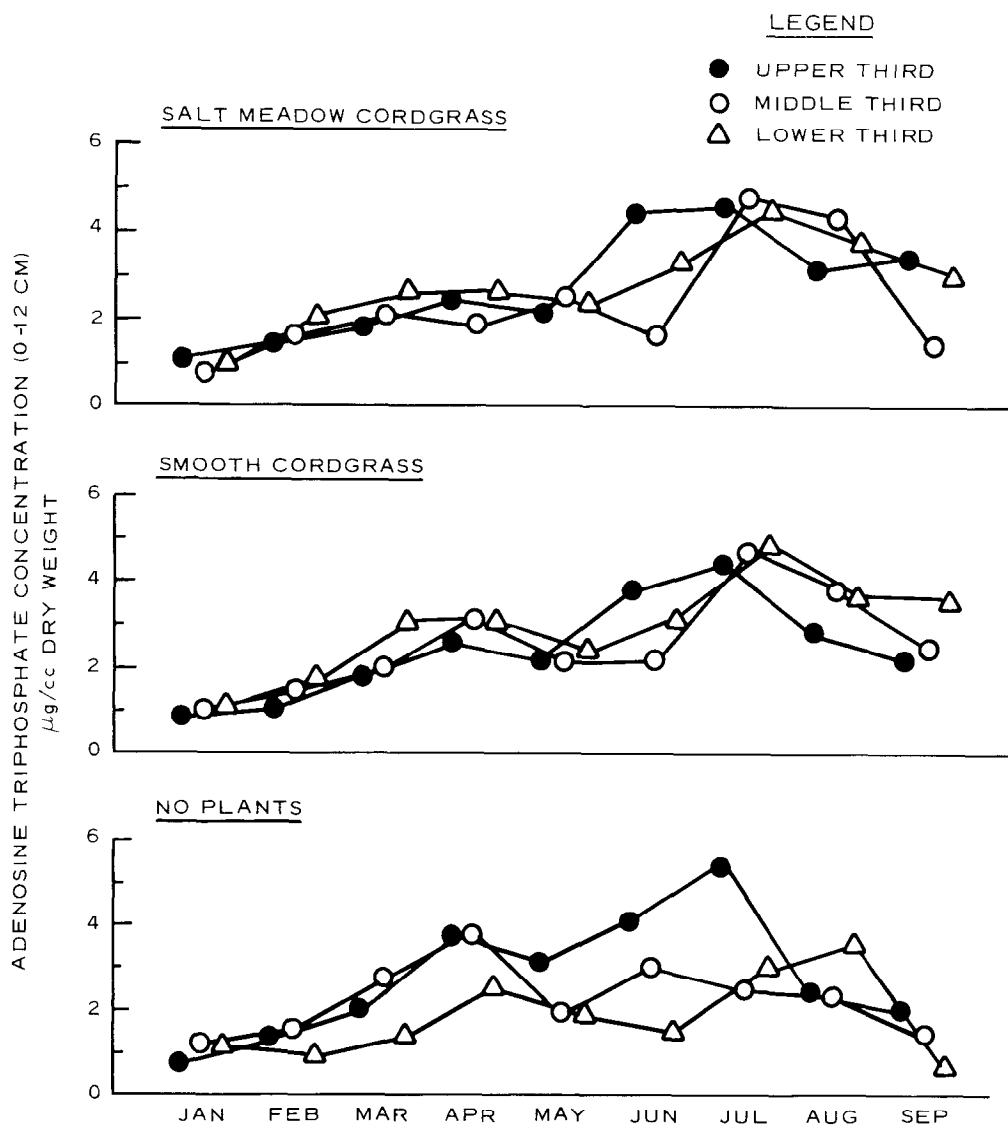 LEGEND
UPPER THIRD
MIDDLE THIRD
LOWER THIRD
SALT MEADOW CORDGRASS
6
4
2
0
SMOOTH CORDGRASS
6
4
2
0
NO PLANTS
6
4
2
0
JAN FEB MAR APR MAY JUN JUL AUG SEP
ADENOSINE TRIPHOSPHATE CONCENTRATION (0-12 CM)
μg/cc DRY WEIGHT